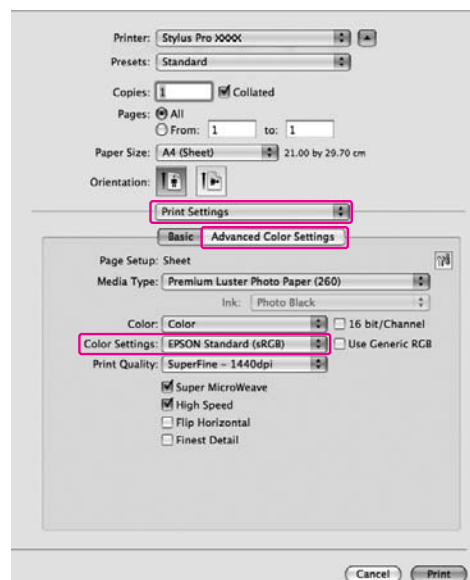 Printer: Stylus Pro XXXX
Presets: Standard
Copies: 1 Collated
Pages: All
From: 1 to: 1
Paper Size: A4 (Sheet) 21.00 by 29.70 cm
Orientation:
Print Settings
Basic Advanced Color Settings
Page Setup: Sheet
Media Type: Premium Luster Photo Paper (260)
Ink: Photo Black
Color: Color 16 bit/Channel
Color Settings: EPSON Standard (sRGB) Use Generic RGB
Print Quality: SuperFine - 1440dpi
Super MicroWeave
High Speed
Flip Horizontal
Finest Detail
Cancel Print